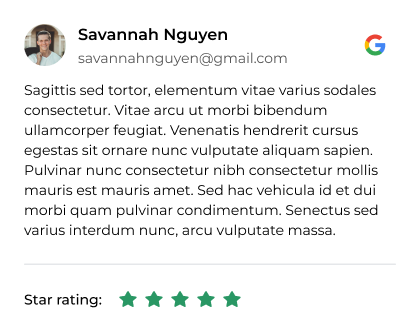 Savannah Nguyen
savannahnguyen@gmail.com
Sagittis sed tortor, elementum vitae varius sodales
consectetur. Vitae arcu ut morbi bibendum
ullamcorper feugiat. Venenatis hendrerit cursus
egestas sit ornare nunc vulputate aliquam sapien.
Pulvinar nunc consectetur nibh consectetur mollis
mauris est mauris amet. Sed hac vehicula id et dui
morbi quam pulvinar condimentum. Senectus sed
varius interdum nunc, arcu vulputate massa.
Star rating: